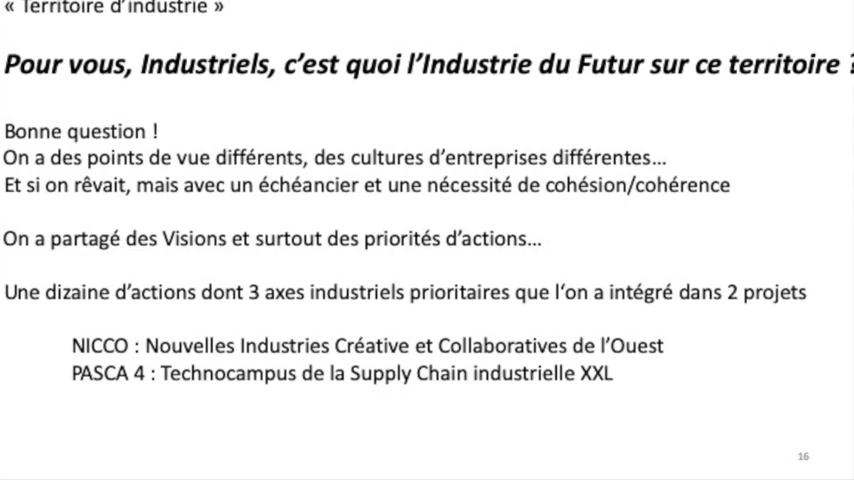 « Territoire d’industrie »
Pour vous, Industriels, c’est quoi l’Industrie du Futur sur ce territoire ?
Bonne question !
On a des points de vue différents, des cultures d’entreprises différentes…
Et si on rêvait, mais avec un échéancier et une nécessité de cohésion/cohérence
On a partagé des Visions et surtout des priorités d’actions…
Une dizaine d’actions dont 3 axes industriels prioritaires que l‘on a intégré dans 2 projets
NICCO : Nouvelles Industries Créative et Collaboratives de l’Ouest
PASCA 4 : Technocampus de la Supply Chain industrielle XXL
16